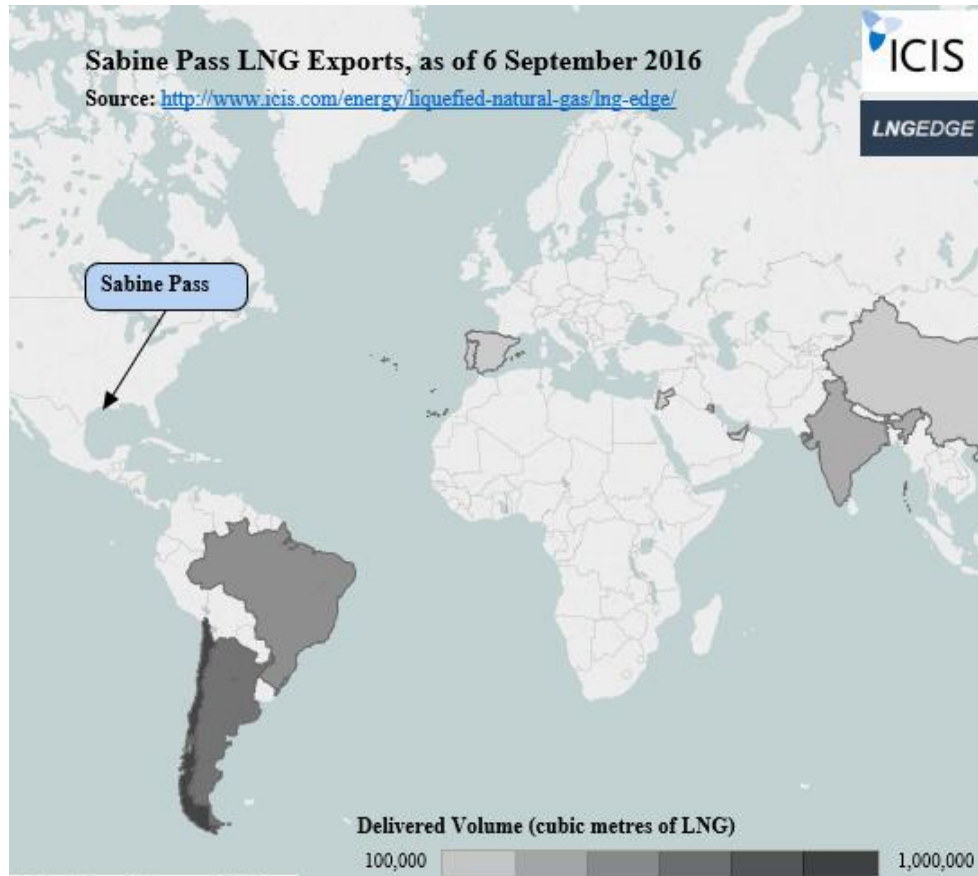 Sabine Pass LNG Exports, as of 6 September 2016
Source: http://www.icis.com/energy/liquefied-natural-gas/lng-edge/
ICIS
LNGEDGE
Sabine Pass
Delivered Volume (cubic metres of LNG)
100,000 1,000,000